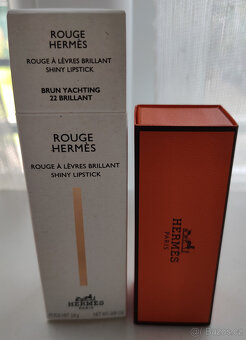 ROUGE
HERMÈS
ROUGE À LÈVRES BRILLANT
SHINY LIPSTICK
BRUN YACHTING
22 BRILLANT
ROUGE
HERMÈS
ROUGE À LÈVRES BRILLANT
SHINY LIPSTICK
HERMÈS
PARIS
HERMÈS
PARIS